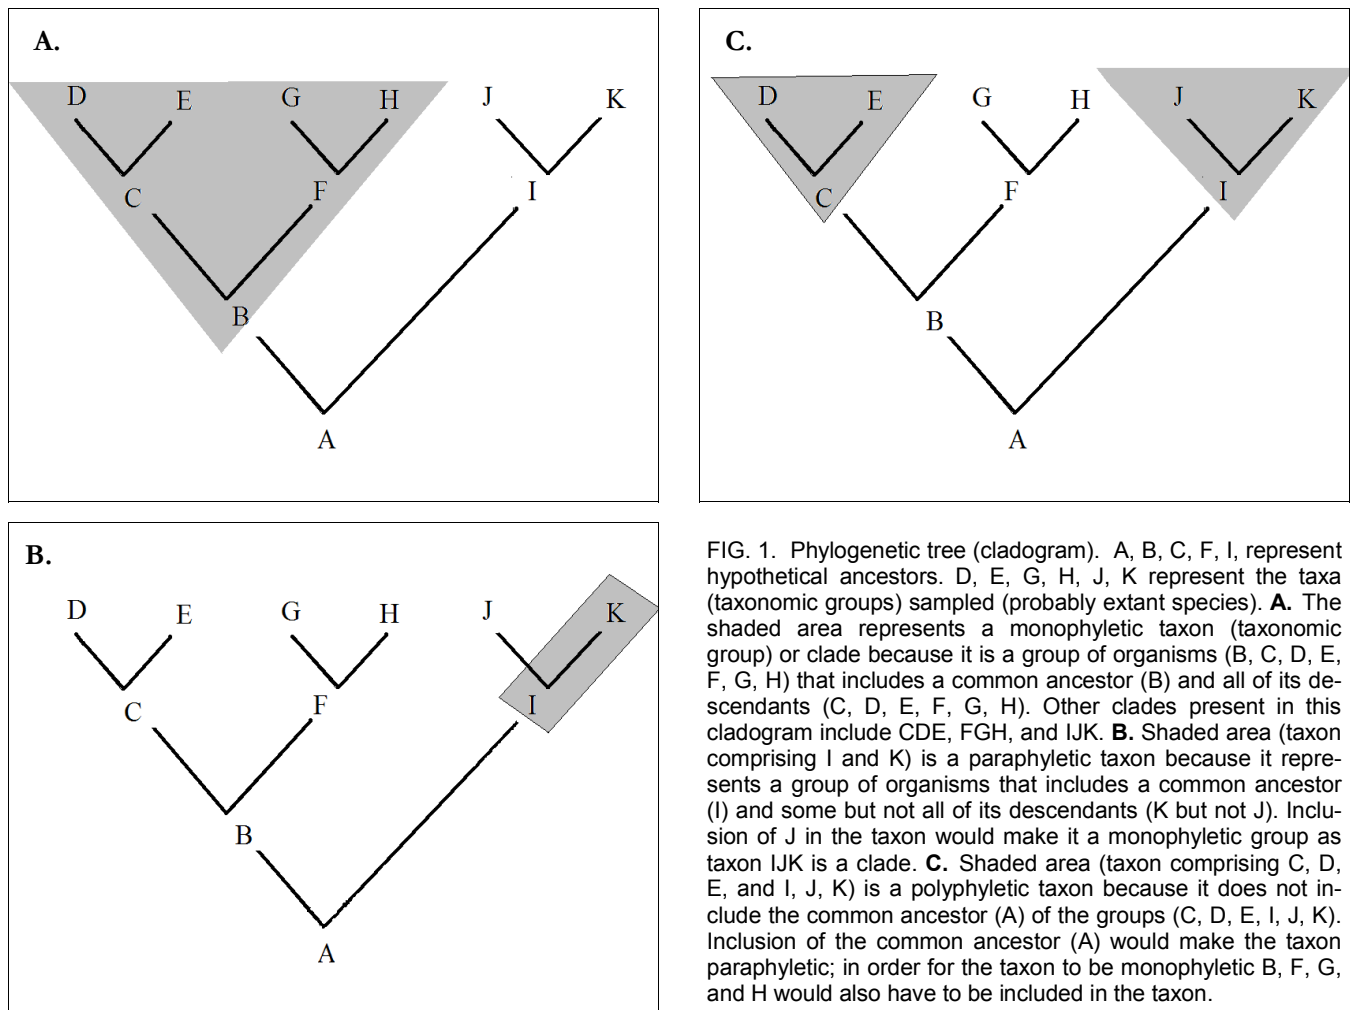 A.
D E G H J K
C F I
B
A
C.
D E G H J K
C F I
B
A
B.
D E G H J K
C F I
B
A
FIG. 1. Phylogenetic tree (cladogram). A, B, C, F, I, represent
hypothetical ancestors. D, E, G, H, J, K represent the taxa
(taxonomic groups) sampled (probably extant species). A. The
shaded area represents a monophyletic taxon (taxonomic
group) or clade because it is a group of organisms (B, C, D, E,
F, G, H) that includes a common ancestor (B) and all of its de-
scendants (C, D, E, F, G, H). Other clades present in this
cladogram include CDE, FGH, and IJK. B. Shaded area (taxon
comprising I and K) is a paraphyletic taxon because it repre-
sents a group of organisms that includes a common ancestor
(I) and some but not all of its descendants (K but not J). Inclu-
sion of J in the taxon would make it a monophyletic group as
taxon IJK is a clade. C. Shaded area (taxon comprising C, D,
E, and I, J, K) is a polyphyletic taxon because it does not in-
clude the common ancestor (A) of the groups (C, D, E, I, J, K).
Inclusion of the common ancestor (A) would make the taxon
paraphyletic; in order for the taxon to be monophyletic B, F, G,
and H would also have to be included in the taxon.